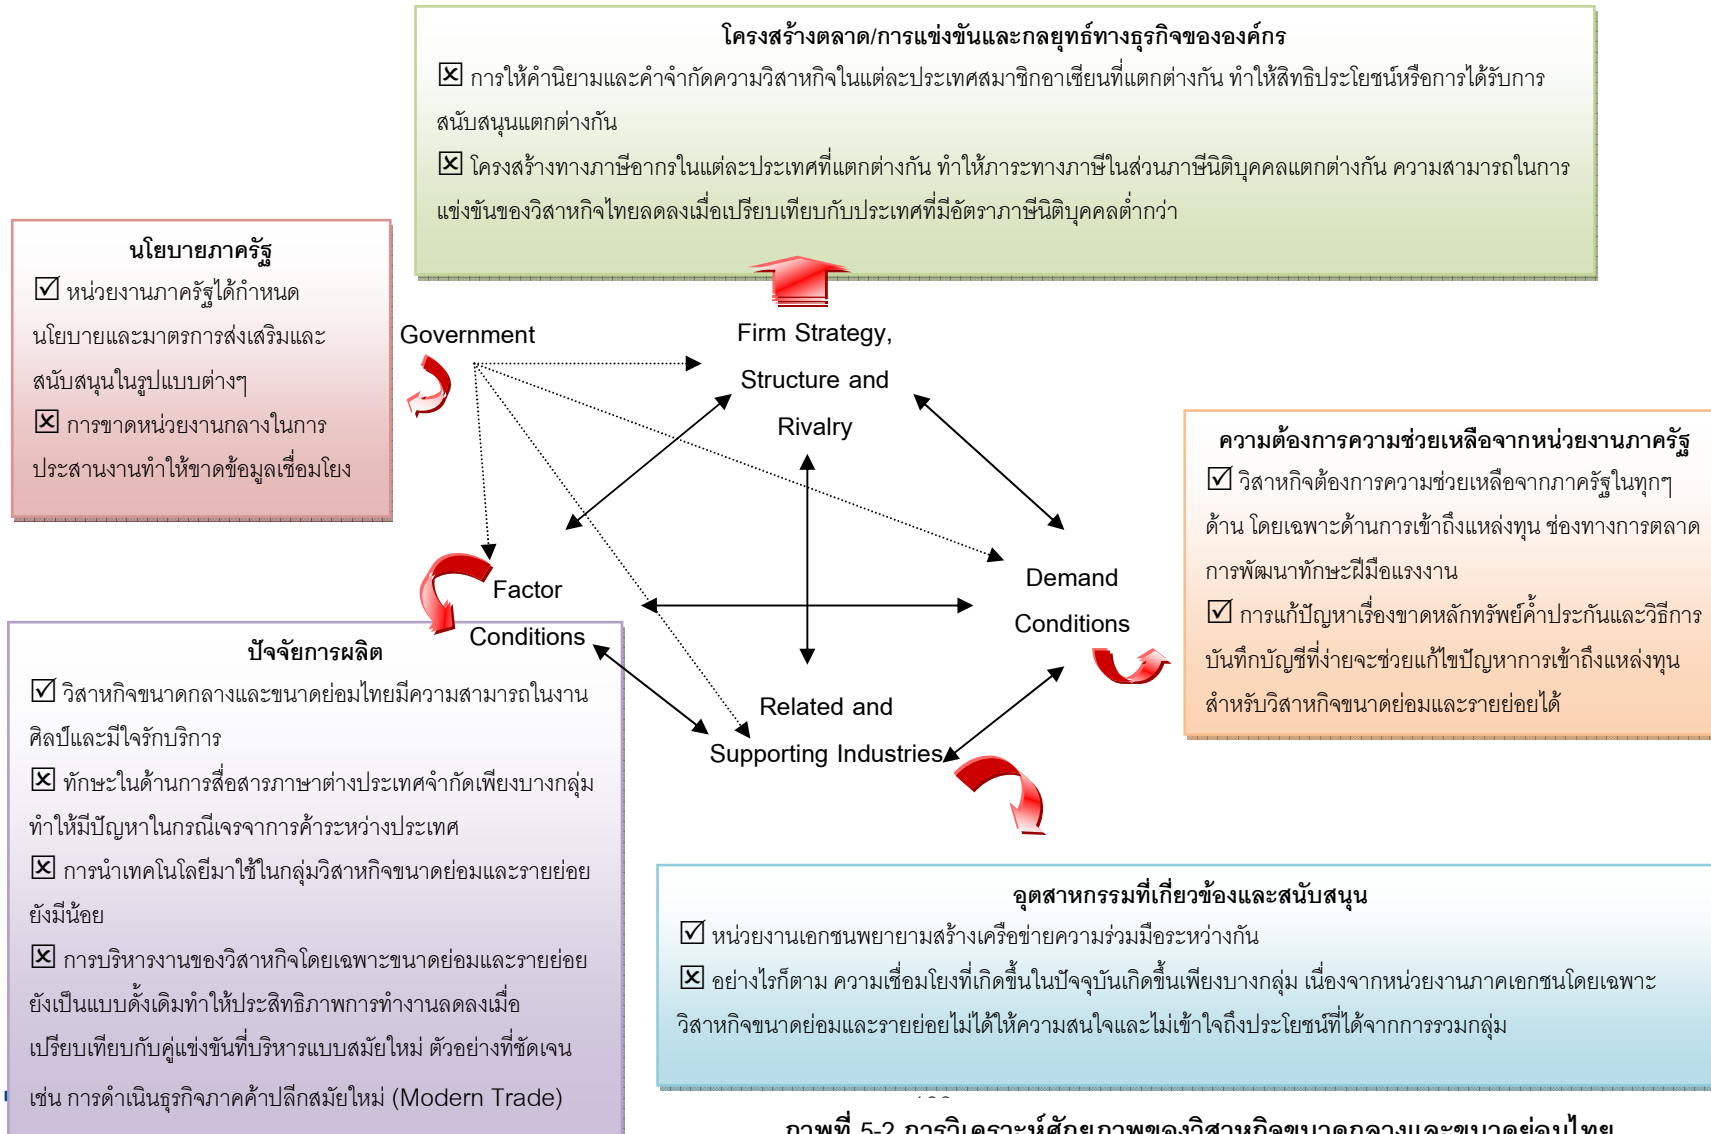 โครงสร้างตลาด/การแข่งขันและกลยุทธ์ทางธุรกิจขององค์กร
☒ การให้คำนิยามและคำจำกัดความวิสาหกิจในแต่ละประเทศสมาชิกอาเซียนที่แตกต่างกัน ทำให้สิทธิประโยชน์หรือการได้รับการ
สนับสนุนแตกต่างกัน
☒ โครงสร้างทางภาษีอากรในแต่ละประเทศที่แตกต่างกัน ทำให้ภาระทางภาษีในส่วนภาษีนิติบุคคลแตกต่างกัน ความสามารถในการ
แข่งขันของวิสาหกิจไทยลดลงเมื่อเปรียบเทียบกับประเทศที่มีอัตราภาษีนิติบุคคลต่ำกว่า
นโยบายภาครัฐ
☑ หน่วยงานภาครัฐได้กำหนด
นโยบายและมาตรการส่งเสริมและ
สนับสนุนในรูปแบบต่างๆ
☒ การขาดหน่วยงานกลางในการ
ประสานงานทำให้ขาดข้อมูลเชื่อมโยง
Government
Firm Strategy,
Structure and
Rivalry
ความต้องการความช่วยเหลือจากหน่วยงานภาครัฐ
☑ วิสาหกิจต้องการความช่วยเหลือจากภาครัฐในทุกๆ
ด้าน โดยเฉพาะด้านการเข้าถึงแหล่งทุน ช่องทางการตลาด
การพัฒนาทักษะฝีมือแรงงาน
☑ การแก้ปัญหาเรื่องขาดหลักทรัพย์ค้ำประกันและวิธีการ
บันทึกบัญชีที่ง่ายจะช่วยแก้ไขปัญหาการเข้าถึงแหล่งทุน
สำหรับวิสาหกิจขนาดย่อมและรายย่อยได้
Factor
Conditions
Demand
Conditions
Related and
Supporting Industries
ปัจจัยการผลิต
☑ วิสาหกิจขนาดกลางและขนาดย่อมไทยมีความสามารถในงาน
ศิลป์และมีใจรักบริการ
☒ ทักษะในด้านการสื่อสารภาษาต่างประเทศจำกัดเพียงบางกลุ่ม
ทำให้มีปัญหาในกรณีเจรจาการค้าระหว่างประเทศ
☒ การนำเทคโนโลยีมาใช้ในกลุ่มวิสาหกิจขนาดย่อมและรายย่อย
ยังมีน้อย
☒ การบริหารงานของวิสาหกิจโดยเฉพาะขนาดย่อมและรายย่อย
ยังเป็นแบบดั้งเดิมทำให้ประสิทธิภาพการทำงานลดลงเมื่อ
เปรียบเทียบกับคู่แข่งขันที่บริหารแบบสมัยใหม่ ตัวอย่างที่ชัดเจน
เช่น การดำเนินธุรกิจภาคค้าปลีกสมัยใหม่ (Modern Trade)
อุตสาหกรรมที่เกี่ยวข้องและสนับสนุน
☑ หน่วยงานเอกชนพยายามสร้างเครือข่ายความร่วมมือระหว่างกัน
☒ อย่างไรก็ตาม ความเชื่อมโยงที่เกิดขึ้นในปัจจุบันเกิดขึ้นเพียงบางกลุ่ม เนื่องจากหน่วยงานภาคเอกชนโดยเฉพาะ
วิสาหกิจขนาดย่อมและรายย่อยไม่ได้ให้ความสนใจและไม่เข้าใจถึงประโยชน์ที่ได้จากการรวมกลุ่ม
ภาพที่ 5-2 การวิเคราะห์ศักยภาพของวิสาหกิจขนาดกลางและขนาดย่อมไทย